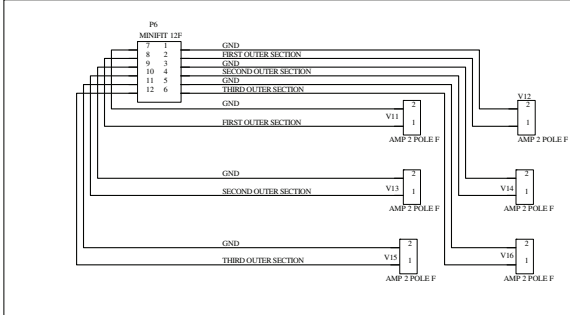 P6
MINIFIT 12F
7 1 GND
8 2 FIRST OUTER SECTION
9 3 GND
10 4 SECOND OUTER SECTION
11 5 GND
12 6 THIRD OUTER SECTION
GND
V11
2
1
FIRST OUTER SECTION
AMP 2 POLE F
V12
2
1
AMP 2 POLE F
GND
V13
2
1
SECOND OUTER SECTION
AMP 2 POLE F
V14
2
1
AMP 2 POLE F
GND
V15
2
1
THIRD OUTER SECTION
AMP 2 POLE F
V16
2
1
AMP 2 POLE F